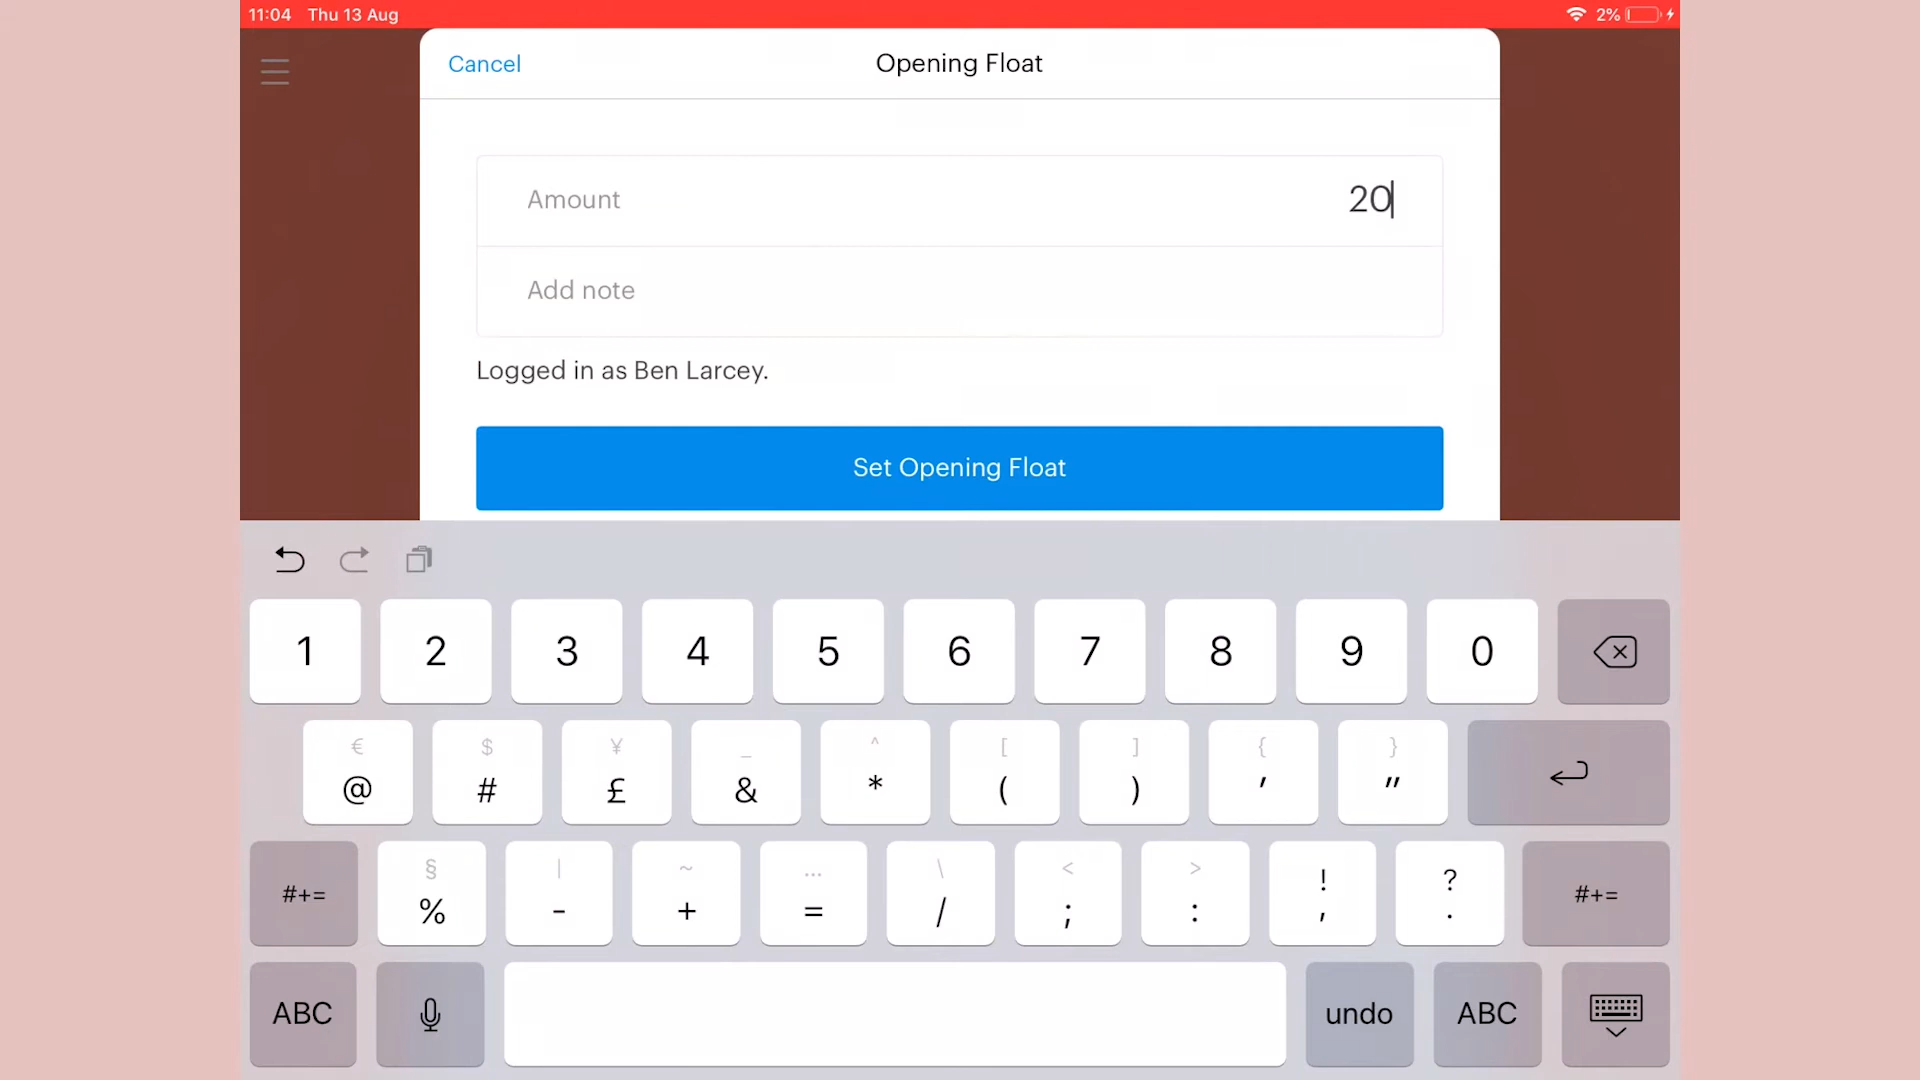 11:04 Thu 13 Aug 2%
Cancel Opening Float
Amount 20
Add note
Logged in as Ben Larcey.
Set Opening Float
1 2 3 4 5 6 7 8 9 0
€ $ ¥ _ ^ [ ] { }
@ # £ & * ( ) ' "
§ | ~ … \ < > ! ?
#+= % - + = / ; : , . #+=
ABC undo ABC